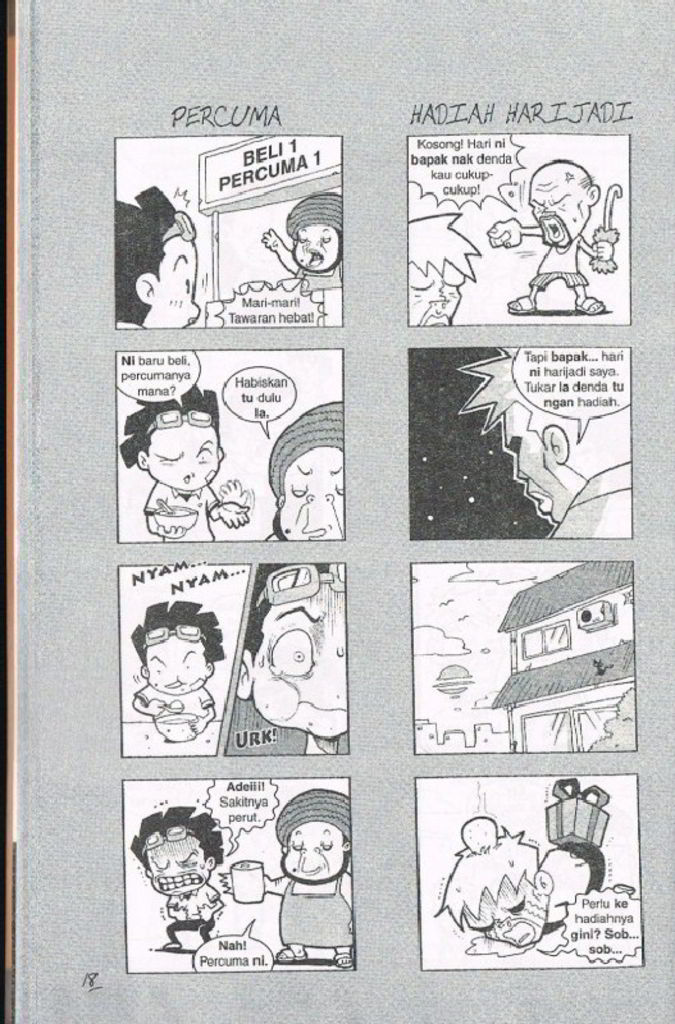 PERCUMA
BELI 1
PERCUMA 1
Mari-mari!
Tawaran hebat!
Ni baru beli,
percumanya
mana?
Habiskan
tu dulu
la.
NYAM...
NYAM...
URK!
Adeiii!
Sakitnya
perut.
Nah!
Percuma ni.
HADIAH HARIJADI
Kosong! Hari ni
bapak nak denda
kau cukup-
cukup!
Tapi bapak... hari
ni harijadi saya.
Tukar la denda tu
ngan hadiah.
Perlu ke
hadiahnya
gini? Sob...
sob...
18